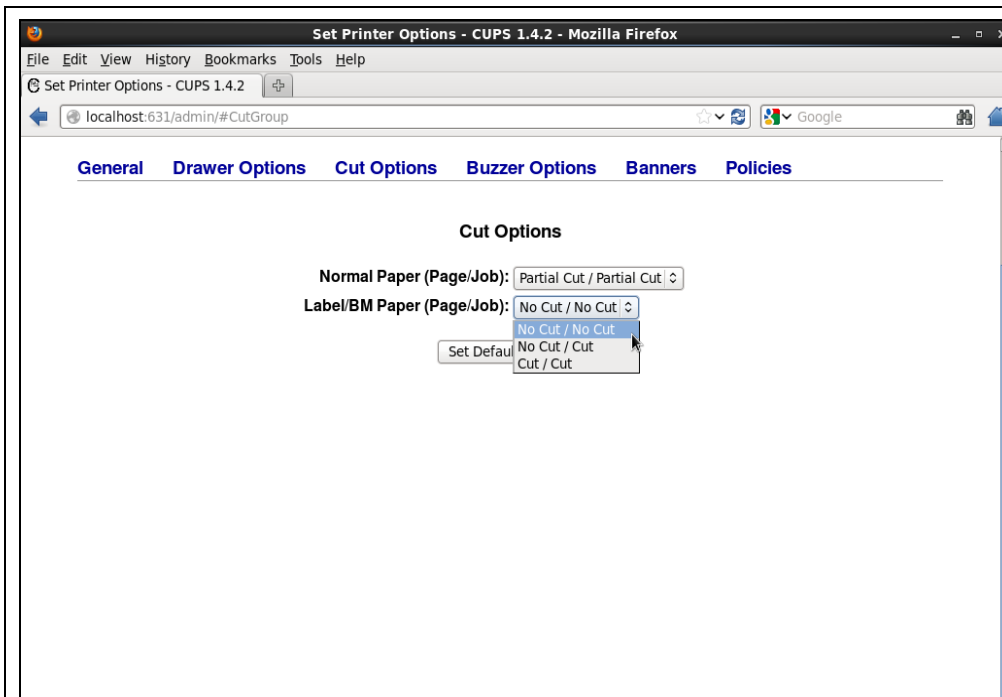 Set Printer Options - CUPS 1.4.2 - Mozilla Firefox
File Edit View History Bookmarks Tools Help
Set Printer Options - CUPS 1.4.2
localhost:631/admin/#CutGroup Google
General Drawer Options Cut Options Buzzer Options Banners Policies
Cut Options
Normal Paper (Page/Job): Partial Cut / Partial Cut
Label/BM Paper (Page/Job): No Cut / No Cut
No Cut / No Cut
No Cut / Cut
Set Defau
Cut / Cut